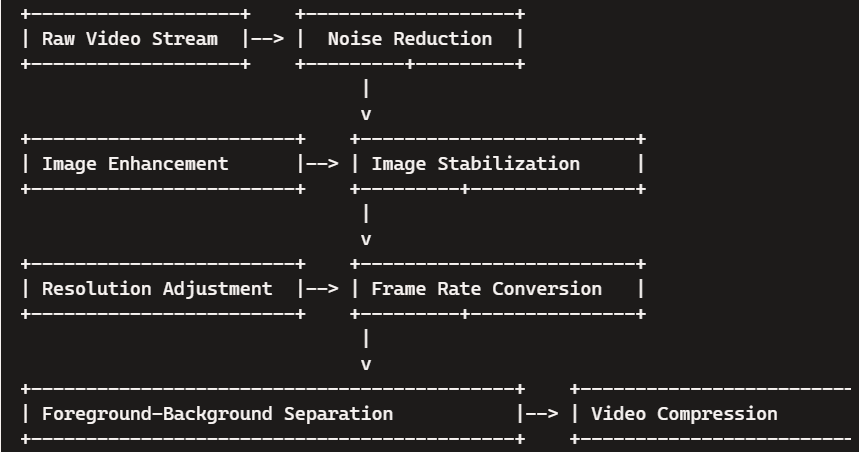 +-------------------+    +-------------------+
| Raw Video Stream  |--> |  Noise Reduction  |
+-------------------+    +---------+---------+
|
v
+------------------------+    +-------------------------+
| Image Enhancement      |--> | Image Stabilization     |
+------------------------+    +---------+---------------+
|
v
+------------------------+    +-------------------------+
| Resolution Adjustment  |--> | Frame Rate Conversion   |
+------------------------+    +---------+---------------+
|
v
+--------------------------------------------+    +-------------------------
| Foreground-Background Separation           |--> | Video Compression
+--------------------------------------------+    +-------------------------